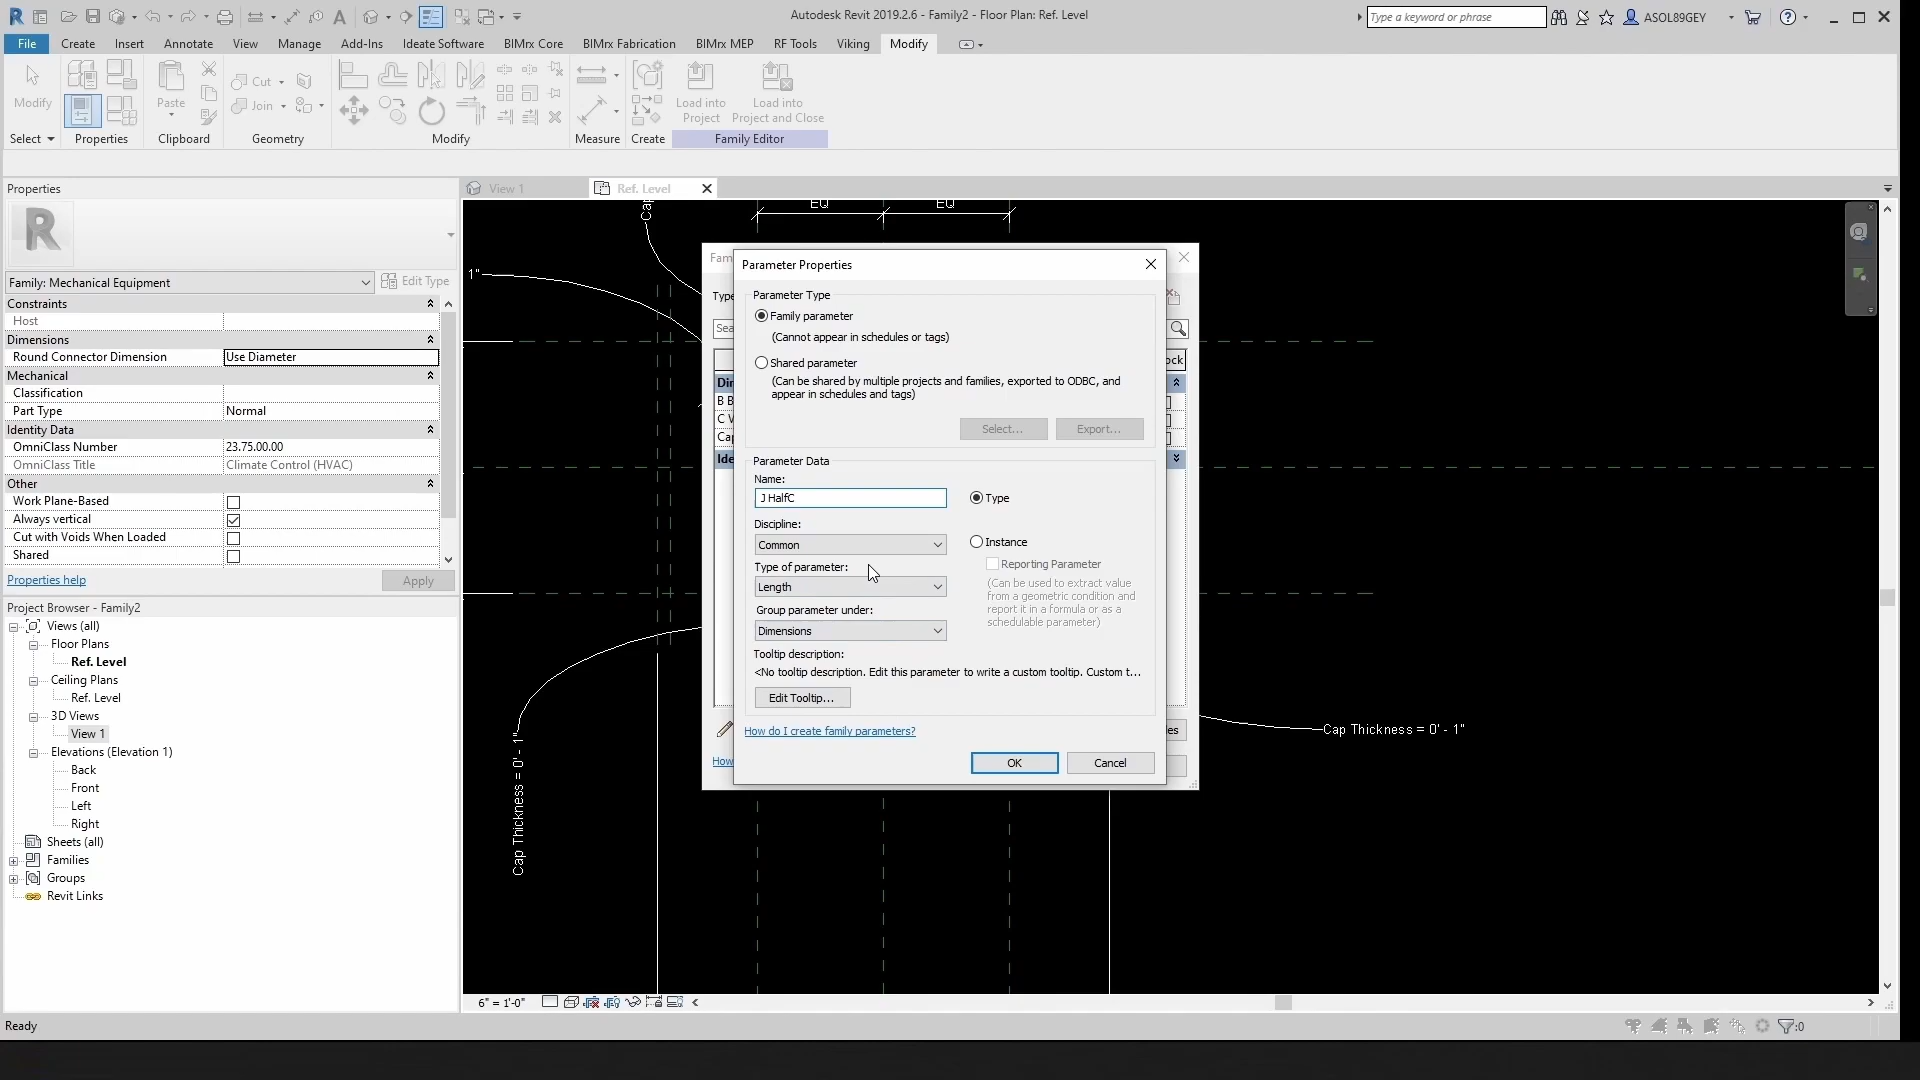 Autodesk Revit 2019.2.6 - Family2 - Floor Plan: Ref. Level
Type a keyword or phrase
ASOL89GEY
File Create Insert Annotate View Manage Add-Ins Ideate Software BIMrx Core BIMrx Fabrication BIMrx MEP RF Tools Viking Modify
Modify
Paste
Cut
Join
Load into Project
Load into Project and Close
Select Properties Clipboard Geometry Modify Measure Create Family Editor
Properties
View 1
Ref. Level
R
Family: Mechanical Equipment
Edit Type
Constraints
Host
Dimensions
Round Connector Dimension Use Diameter
Mechanical
Classification
Part Type Normal
Identity Data
OmniClass Number 23.75.00.00
OmniClass Title Climate Control (HVAC)
Other
Work Plane-Based
Always vertical
Cut with Voids When Loaded
Shared
Properties help
Apply
Project Browser - Family2
Views (all)
Floor Plans
Ref. Level
Ceiling Plans
Ref. Level
3D Views
View 1
Elevations (Elevation 1)
Back
Front
Left
Right
Sheets (all)
Families
Groups
Revit Links
EQ EQ
1"
Cap Thickness = 0' - 1"
Cap Thickness = 0' - 1"
Parameter Properties
Parameter Type
Family parameter
(Cannot appear in schedules or tags)
Shared parameter
(Can be shared by multiple projects and families, exported to ODBC, and
appear in schedules and tags)
Select... Export...
Parameter Data
Name:
J HalfC
Type
Discipline:
Common
Instance
Type of parameter:
Reporting Parameter
Length
(Can be used to extract value
from a geometric condition and
report it in a formula or as a
schedulable parameter)
Group parameter under:
Dimensions
Tooltip description:
<No tooltip description. Edit this parameter to write a custom tooltip. Custom t...
Edit Tooltip...
How do I create family parameters?
OK Cancel
6" = 1'-0"
Ready
:0